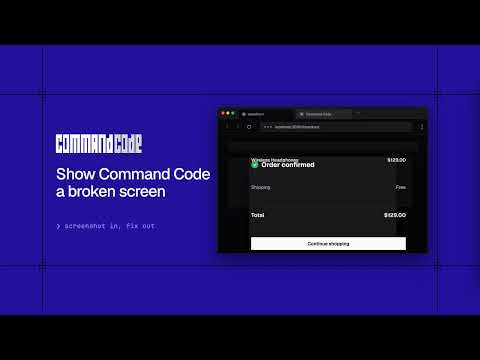 COMMANDCODE
Show Command Code
a broken screen
❯ screenshot in, fix out
Command Code
Wireless Headphones $129.00
Order confirmed
Shipping Free
Total $129.00
Continue shopping